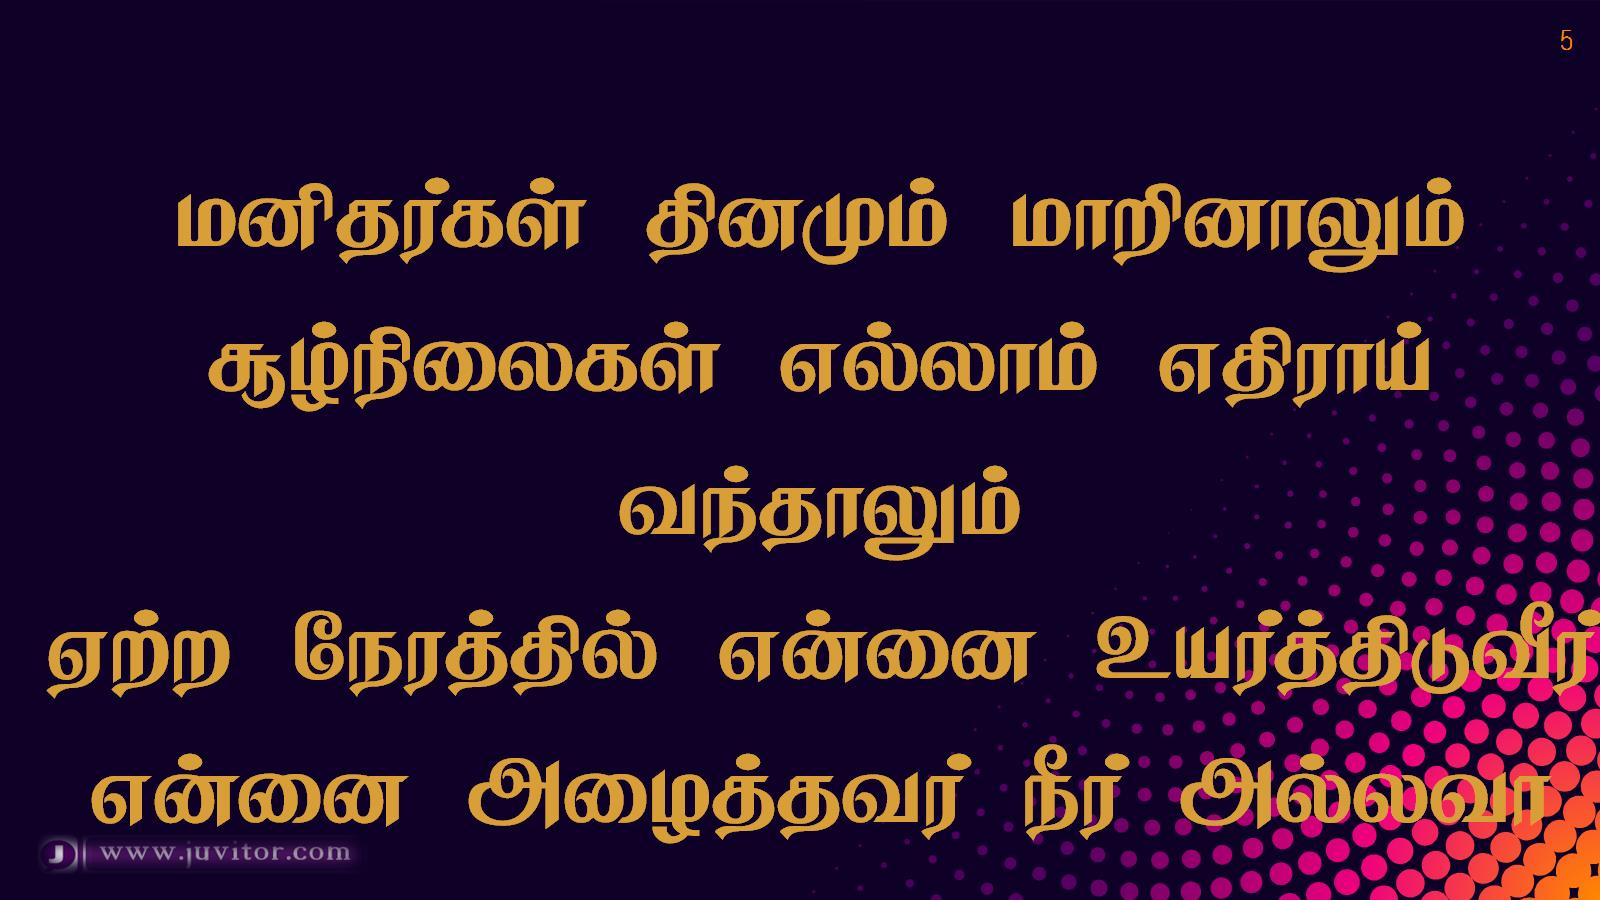 5
மனிதர்கள் தினமும் மாறினாலும்
சூழ்நிலைகள் எல்லாம் எதிராய்
வந்தாலும்
ஏற்ற நேரத்தில் என்னை உயர்த்திடுவீர்
என்னை அழைத்தவர் நீர் அல்லவா
J www.juvitor.com